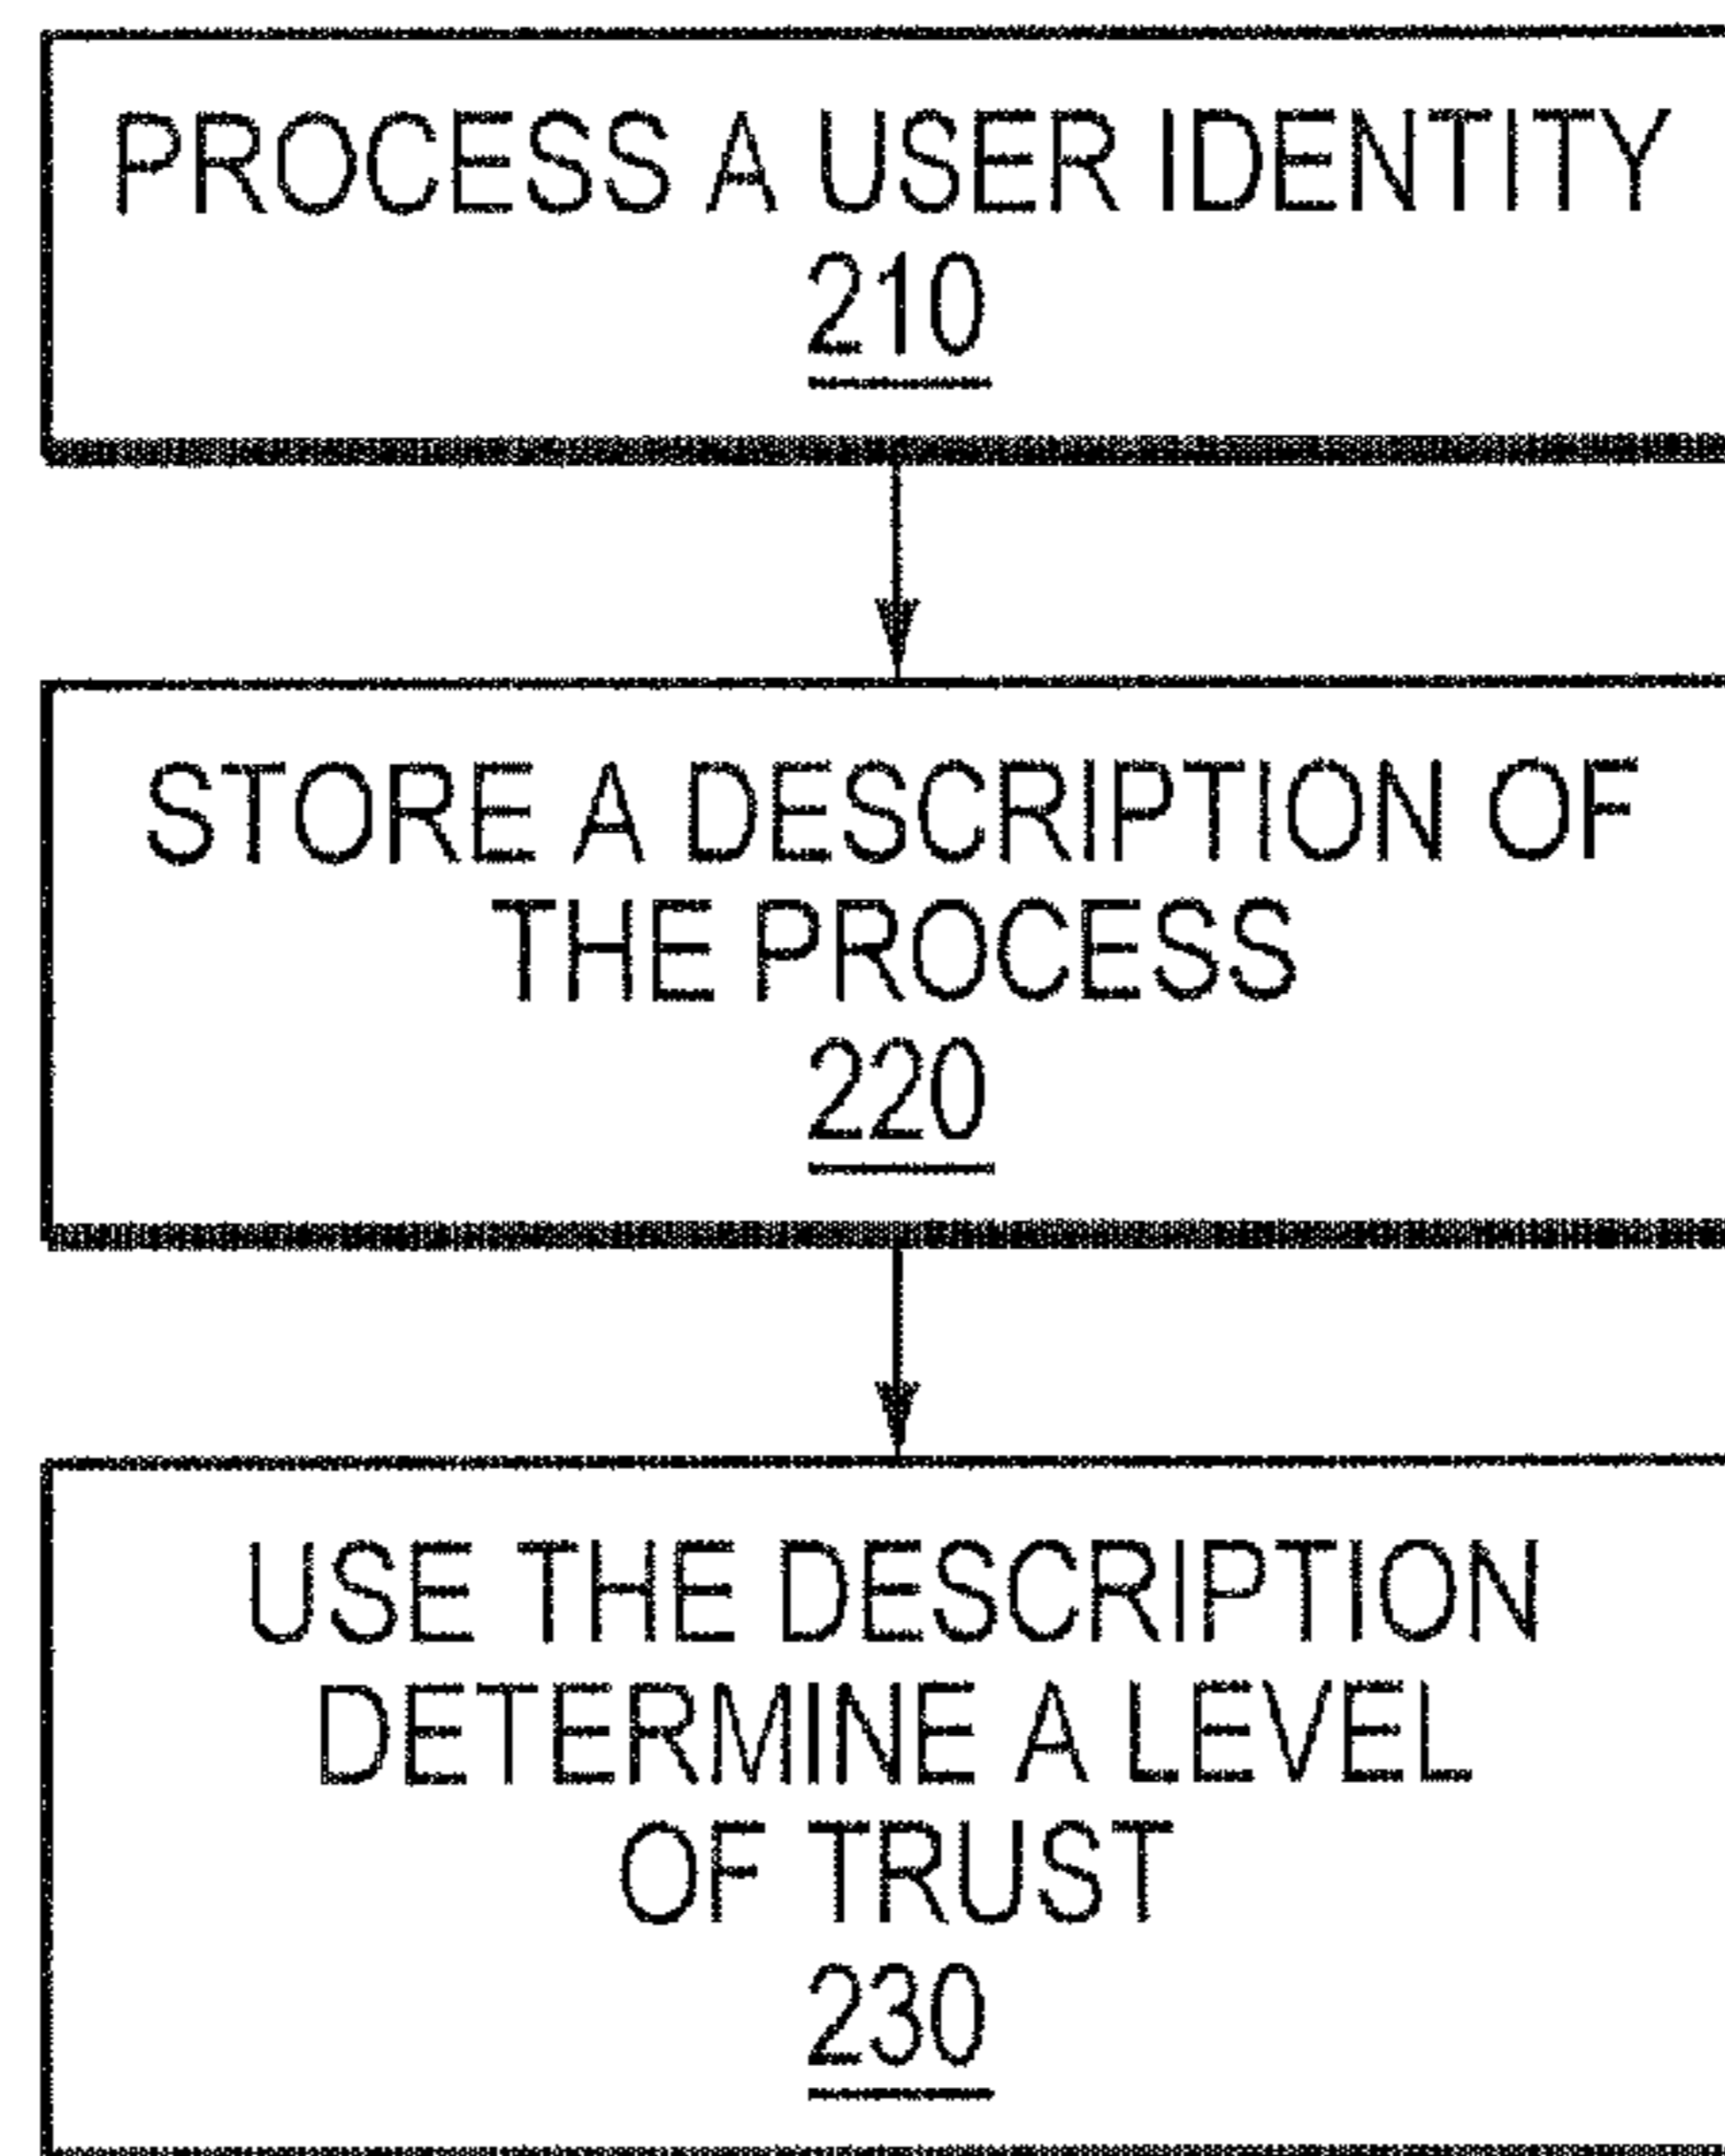 PROCESS A USER IDENTITY
210
STORE A DESCRIPTION OF
THE PROCESS
220
USE THE DESCRIPTION
DETERMINE A LEVEL
OF TRUST
230